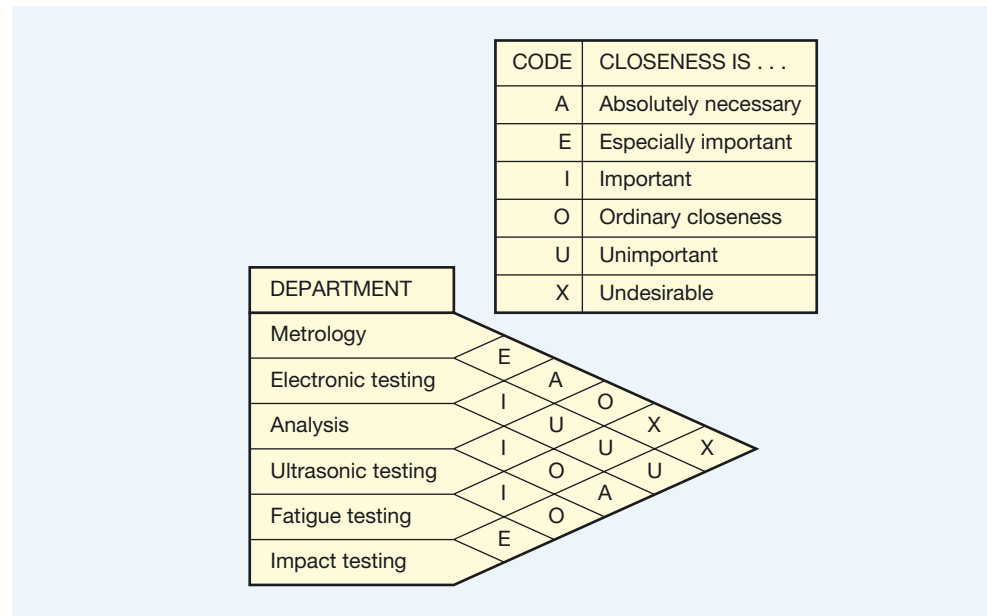 CODE CLOSENESS IS . . .
A Absolutely necessary
E Especially important
I Important
O Ordinary closeness
U Unimportant
X Undesirable
DEPARTMENT
Metrology
E
Electronic testing A
I O
Analysis U X
I U X
Ultrasonic testing O U
I A
Fatigue testing O
E
Impact testing